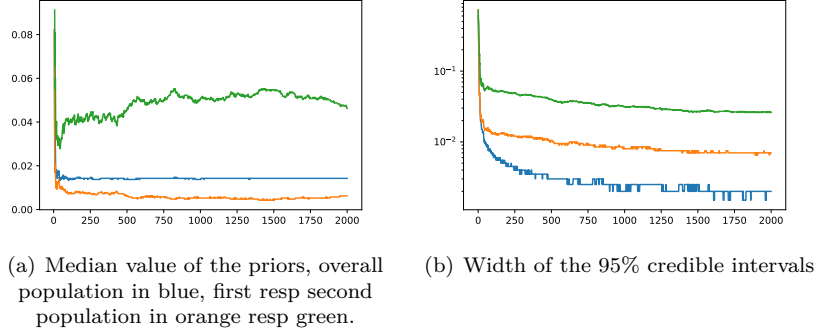 0.08
0.06
0.04
0.02
0.00
0 250 500 750 1000 1250 1500 1750 2000
10⁻¹
10⁻²
0 250 500 750 1000 1250 1500 1750 2000
(a) Median value of the priors, overall
population in blue, first resp second
population in orange resp green.
(b) Width of the 95% credible intervals